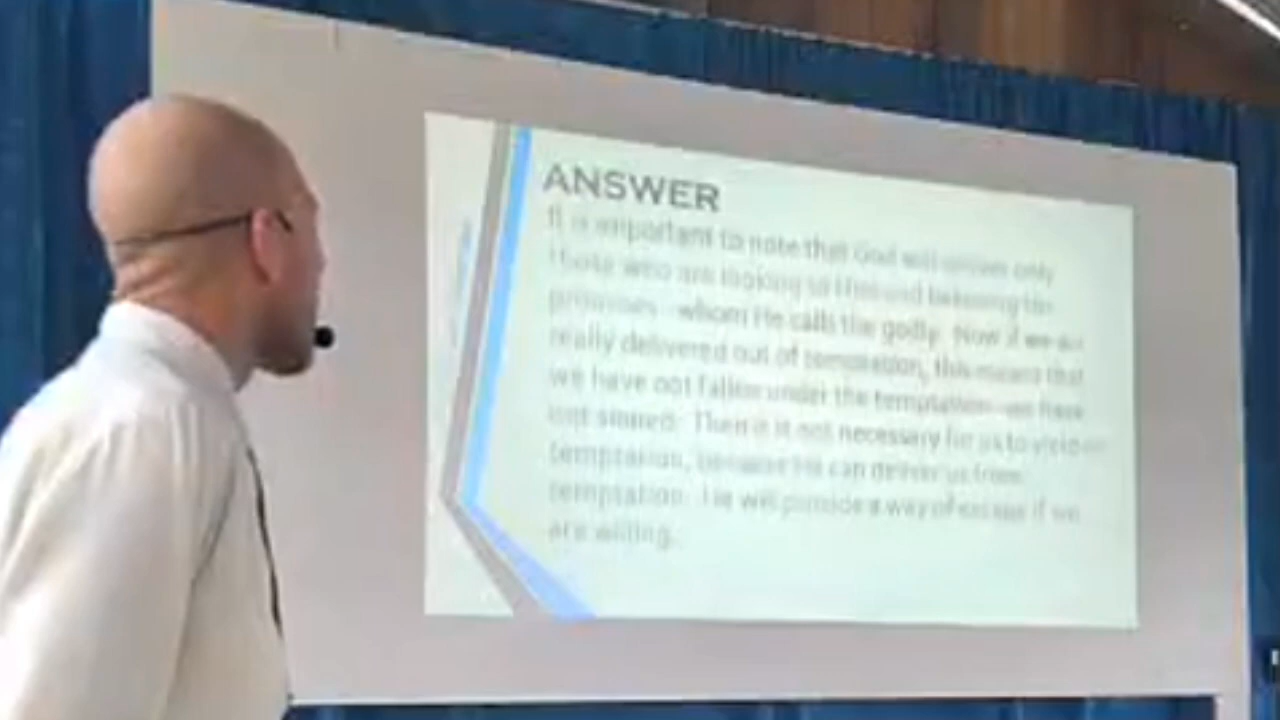 ANSWER
It is important to note that God will deliver only
those who are looking to Him and believing His
promises--whom He calls the godly. Now if we are
really delivered out of temptation, this means that
we have not fallen under the temptation--we have
not sinned. Then it is not necessary for us to yield to
temptation, because He can deliver us from
temptation. He will provide a way of escape if we
are willing.